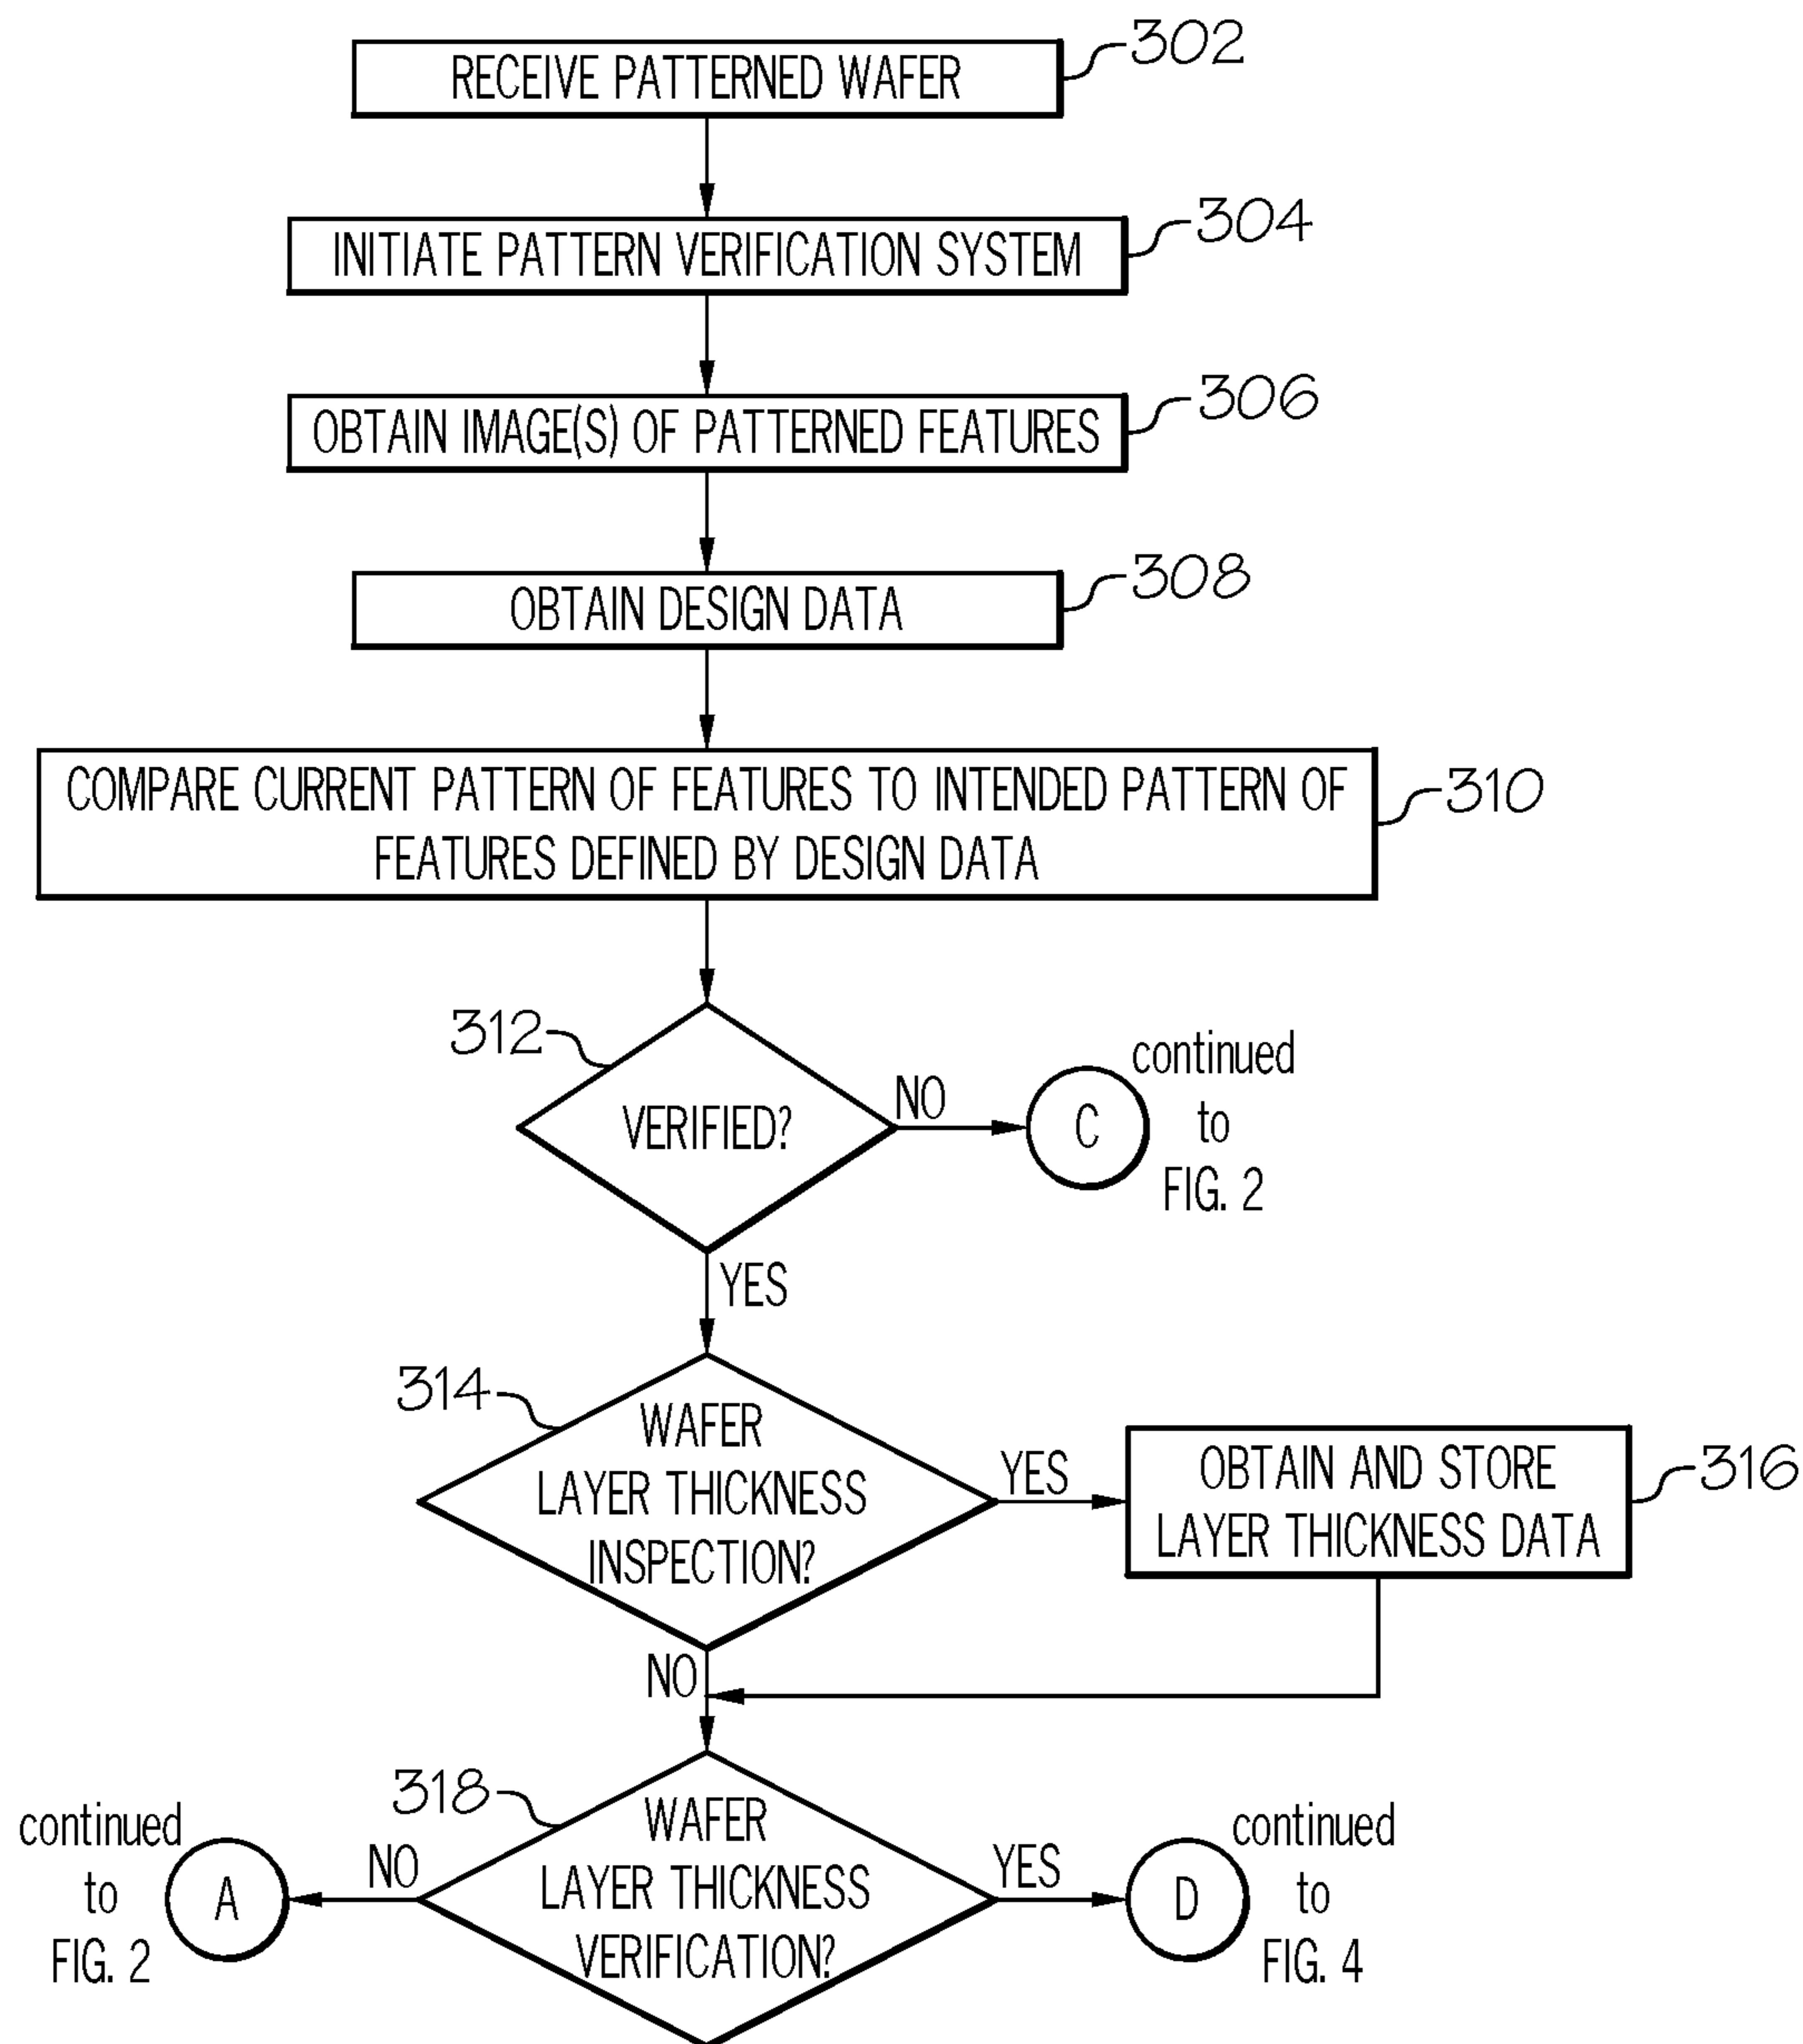 RECEIVE PATTERNED WAFER
302
INITIATE PATTERN VERIFICATION SYSTEM
304
OBTAIN IMAGE(S) OF PATTERNED FEATURES
306
OBTAIN DESIGN DATA
308
COMPARE CURRENT PATTERN OF FEATURES TO INTENDED PATTERN OF
FEATURES DEFINED BY DESIGN DATA
310
312
VERIFIED?
NO
C
continued
to
FIG. 2
YES
314
WAFER
LAYER THICKNESS
INSPECTION?
YES
OBTAIN AND STORE
LAYER THICKNESS DATA
316
NO
318
WAFER
LAYER THICKNESS
VERIFICATION?
NO
A
continued
to
FIG. 2
YES
D
continued
to
FIG. 4